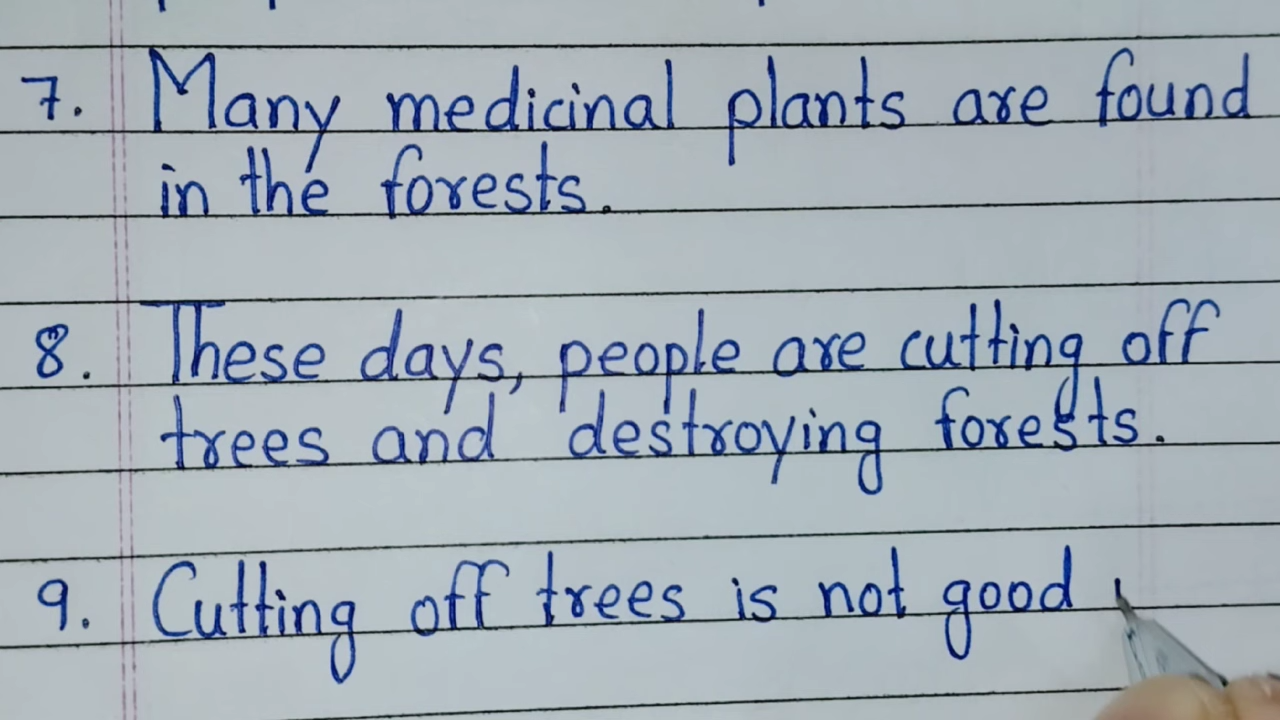 7. Many medicinal plants are found
in the forests.
8. These days, people are cutting off
trees and destroying forests.
9. Cutting off trees is not good